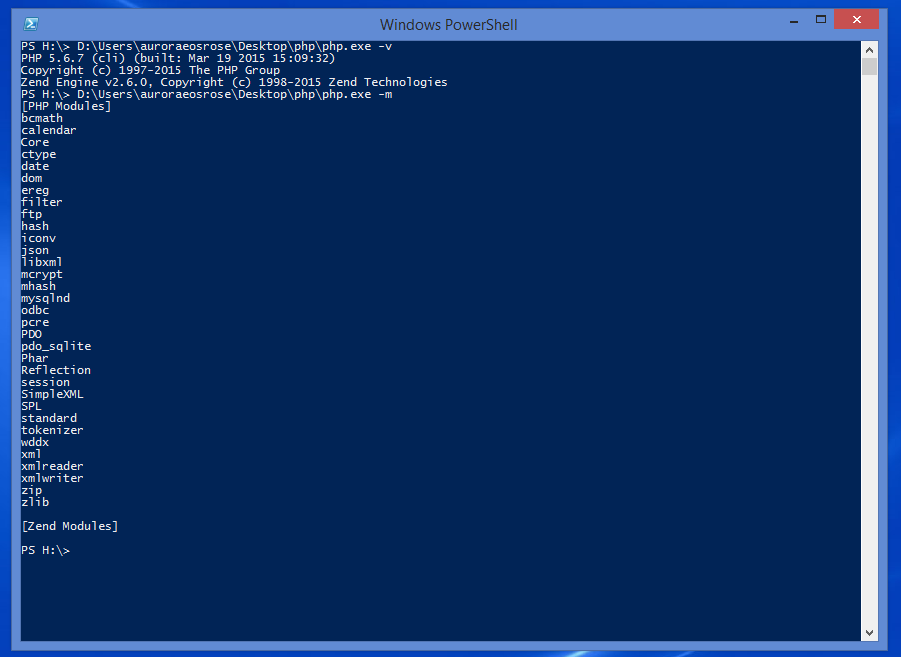 Windows PowerShell
PS H:\> D:\Users\auroraeosrose\Desktop\php\php.exe -v
PHP 5.6.7 (cli) (built: Mar 19 2015 15:09:32)
Copyright (c) 1997-2015 The PHP Group
Zend Engine v2.6.0, Copyright (c) 1998-2015 Zend Technologies
PS H:\> D:\Users\auroraeosrose\Desktop\php\php.exe -m
[PHP Modules]
bcmath
calendar
Core
ctype
date
dom
ereg
filter
ftp
hash
iconv
json
libxml
mcrypt
mhash
mysqlnd
odbc
pcre
PDO
pdo_sqlite
Phar
Reflection
session
SimpleXML
SPL
standard
tokenizer
wddx
xml
xmlreader
xmlwriter
zip
zlib
[Zend Modules]
PS H:\>